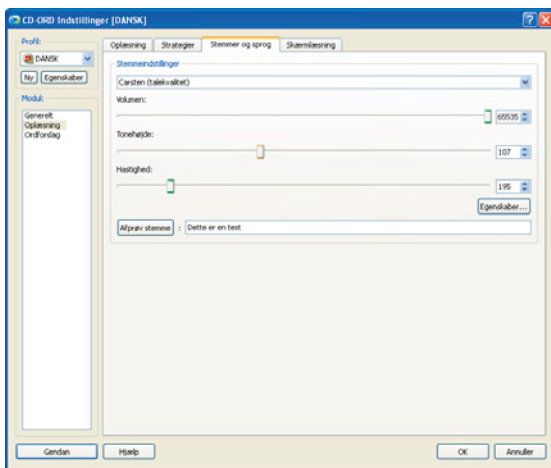 CD-ORD Indstillinger [DANSK]
Profil:
DANSK
Ny Egenskaber
Modul:
Generelt
Oplæsning
Ordforslag
Oplæsning Strategier Stemmer og sprog Skærmlæsning
Stemmeindstillinger
Carsten (talekvalitet)
Volumen:
65535
Tonehøjde:
107
Hastighed:
195
Egenskaber...
Afprøv stemme : Dette er en test
Gendan Hjælp OK Annuller